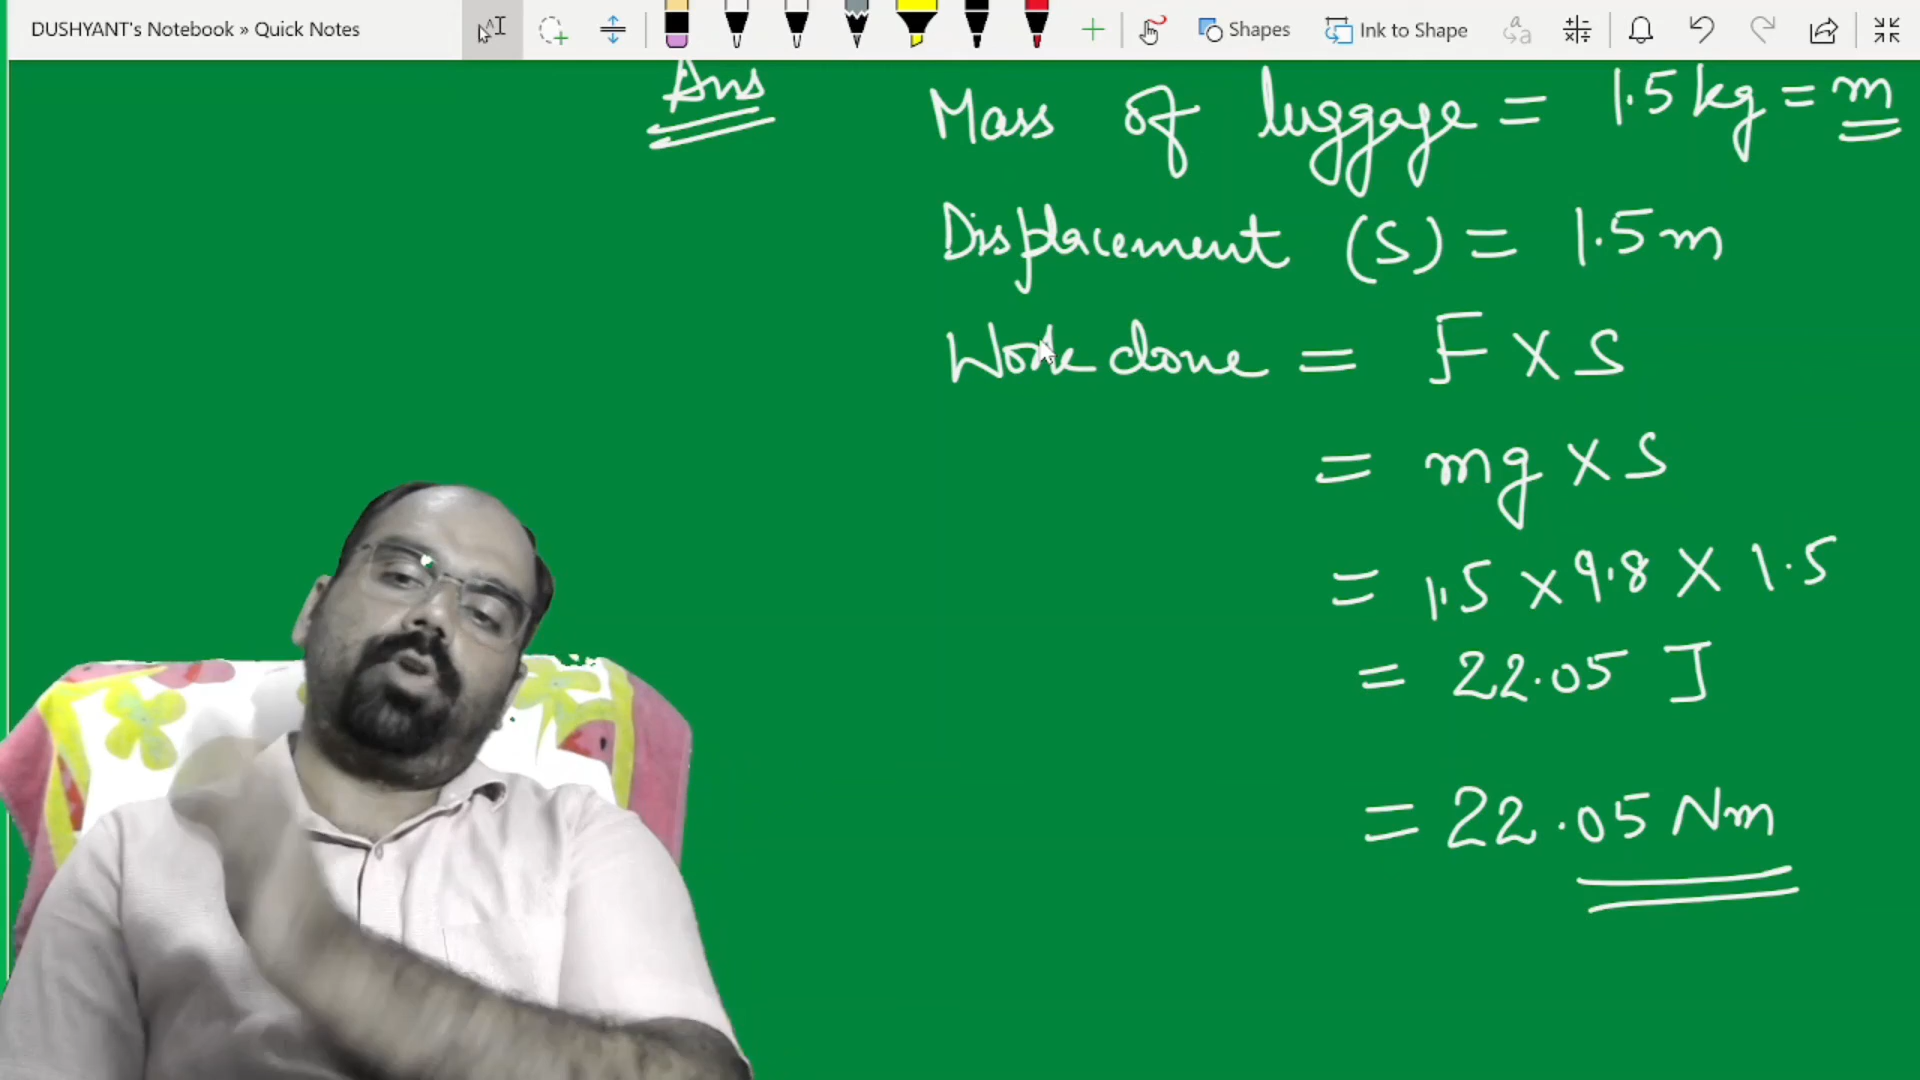 DUSHYANT's Notebook » Quick Notes
Shapes
Ink to Shape
Ans
Mass of luggage = 1.5 kg = m
Displacement (S) = 1.5 m
Work done = F X S
= mg X S
= 1.5 X 9.8 X 1.5
= 22.05 J
= 22.05 Nm